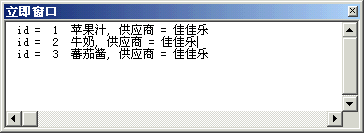 立即窗口
id = 1 苹果汁, 供应商 = 佳佳乐
id = 2 牛奶, 供应商 = 佳佳乐
id = 3 蕃茄酱, 供应商 = 佳佳乐